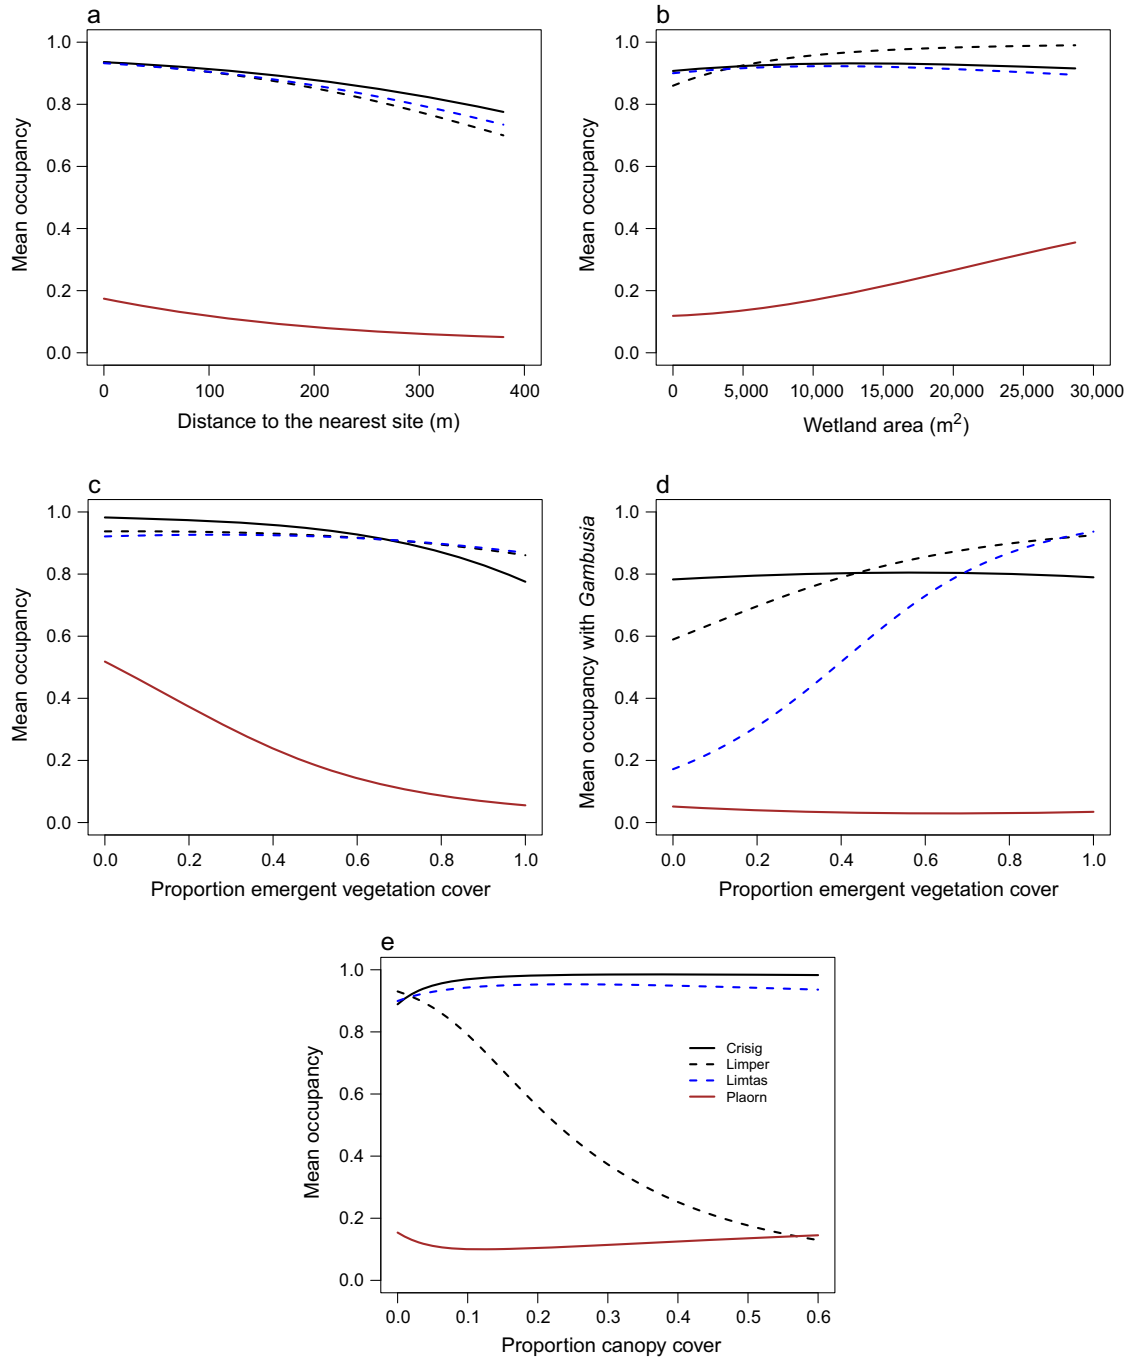 a
1.0
0.8
0.6
0.4
0.2
0.0
Mean occupancy
0 100 200 300 400
Distance to the nearest site (m)
b
1.0
0.8
0.6
0.4
0.2
0.0
Mean occupancy
0 5,000 10,000 15,000 20,000 25,000 30,000
Wetland area (m²)
c
1.0
0.8
0.6
0.4
0.2
0.0
Mean occupancy
0.0 0.2 0.4 0.6 0.8 1.0
Proportion emergent vegetation cover
d
1.0
0.8
0.6
0.4
0.2
0.0
Mean occupancy with Gambusia
0.0 0.2 0.4 0.6 0.8 1.0
Proportion emergent vegetation cover
e
1.0
0.8
0.6
0.4
0.2
0.0
Mean occupancy
Crisig
Limper
Limtas
Plaorn
0.0 0.1 0.2 0.3 0.4 0.5 0.6
Proportion canopy cover